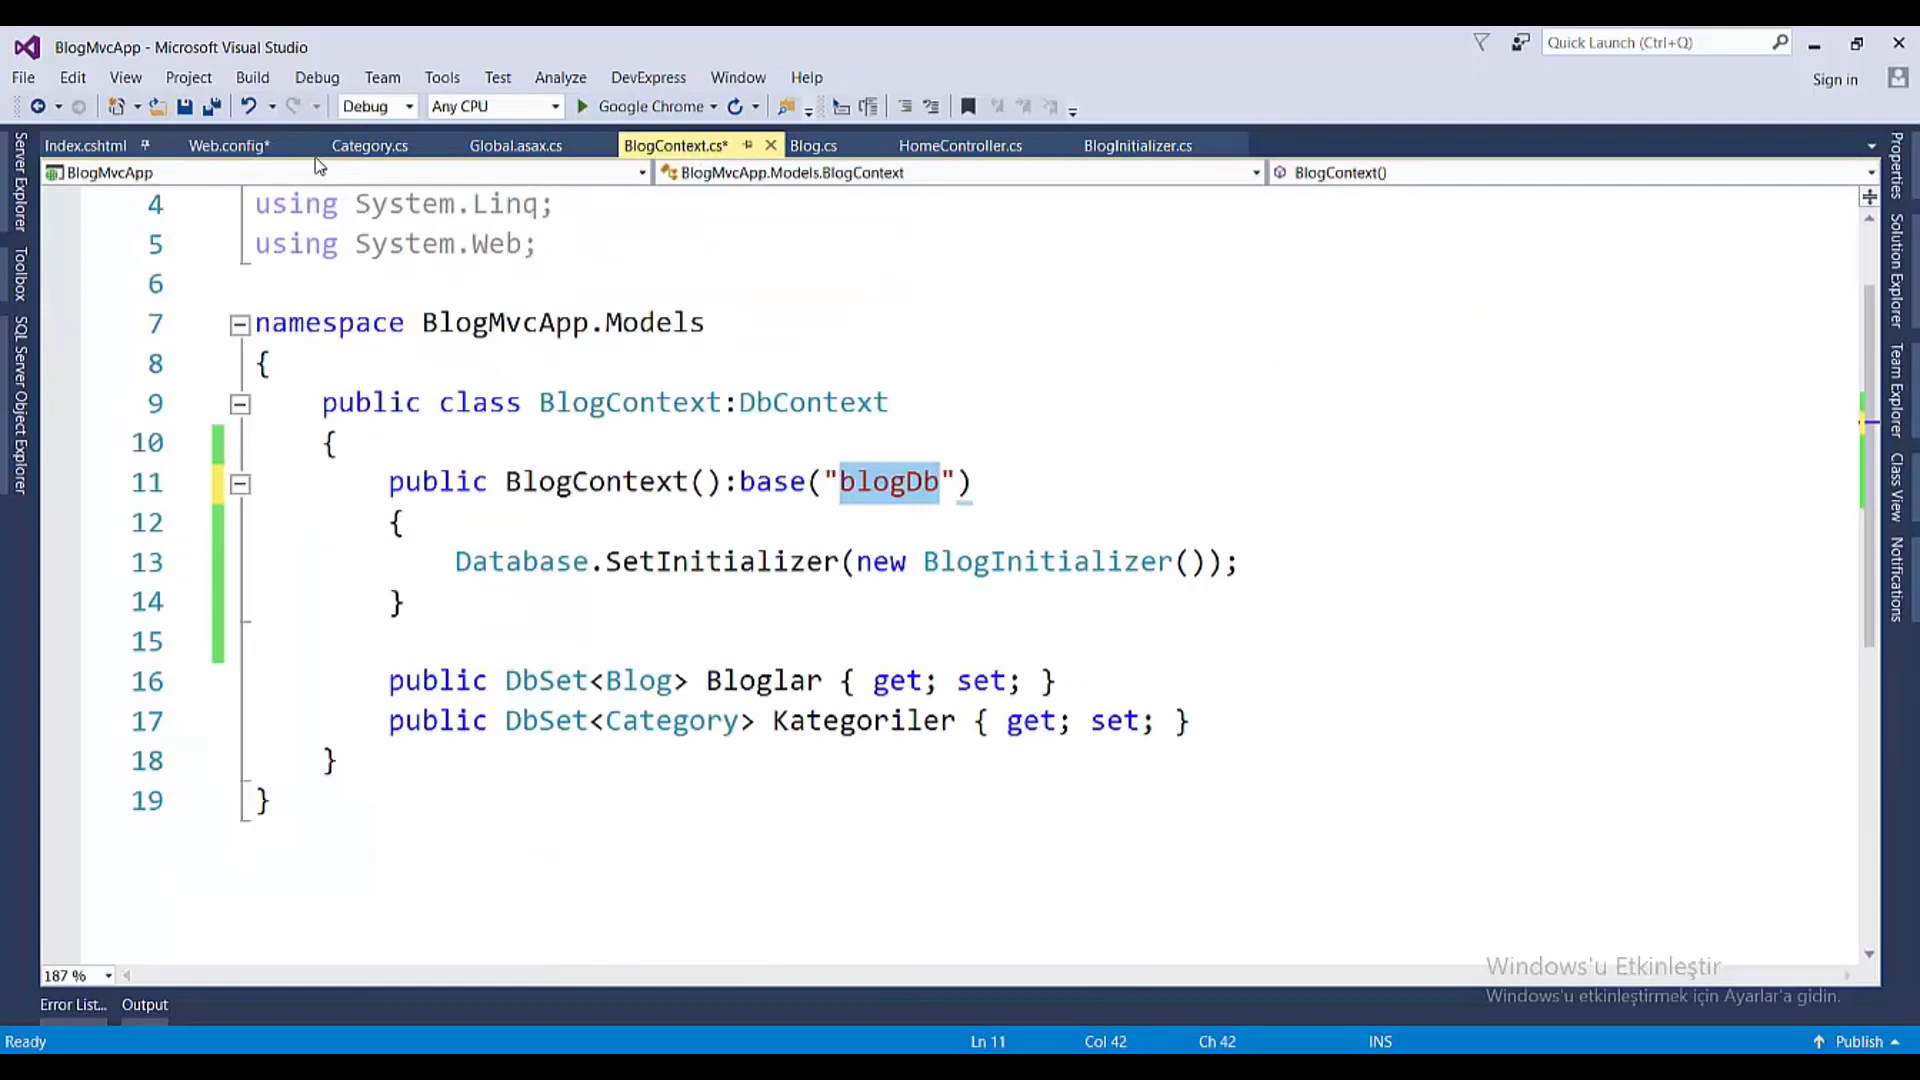 BlogMvcApp - Microsoft Visual Studio
Quick Launch (Ctrl+Q)
File Edit View Project Build Debug Team Tools Test Analyze DevExpress Window Help
Sign in
Debug Any CPU Google Chrome
Index.cshtml Web.config* Category.cs Global.asax.cs BlogContext.cs* Blog.cs HomeController.cs BlogInitializer.cs
BlogMvcApp BlogMvcApp.Models.BlogContext BlogContext()
Server Explorer
Toolbox
SQL Server Object Explorer
4 using System.Linq;
5 using System.Web;
6
7 namespace BlogMvcApp.Models
8 {
9 public class BlogContext:DbContext
10 {
11 public BlogContext():base("blogDb")
12 {
13 Database.SetInitializer(new BlogInitializer());
14 }
15
16 public DbSet<Blog> Bloglar { get; set; }
17 public DbSet<Category> Kategoriler { get; set; }
18 }
19 }
Properties
Solution Explorer
Team Explorer
Class View
Notifications
Windows'u Etkinleştir
Windows'u etkinleştirmek için Ayarlar'a gidin.
187 %
Error List... Output
Ready Ln 11 Col 42 Ch 42 INS Publish